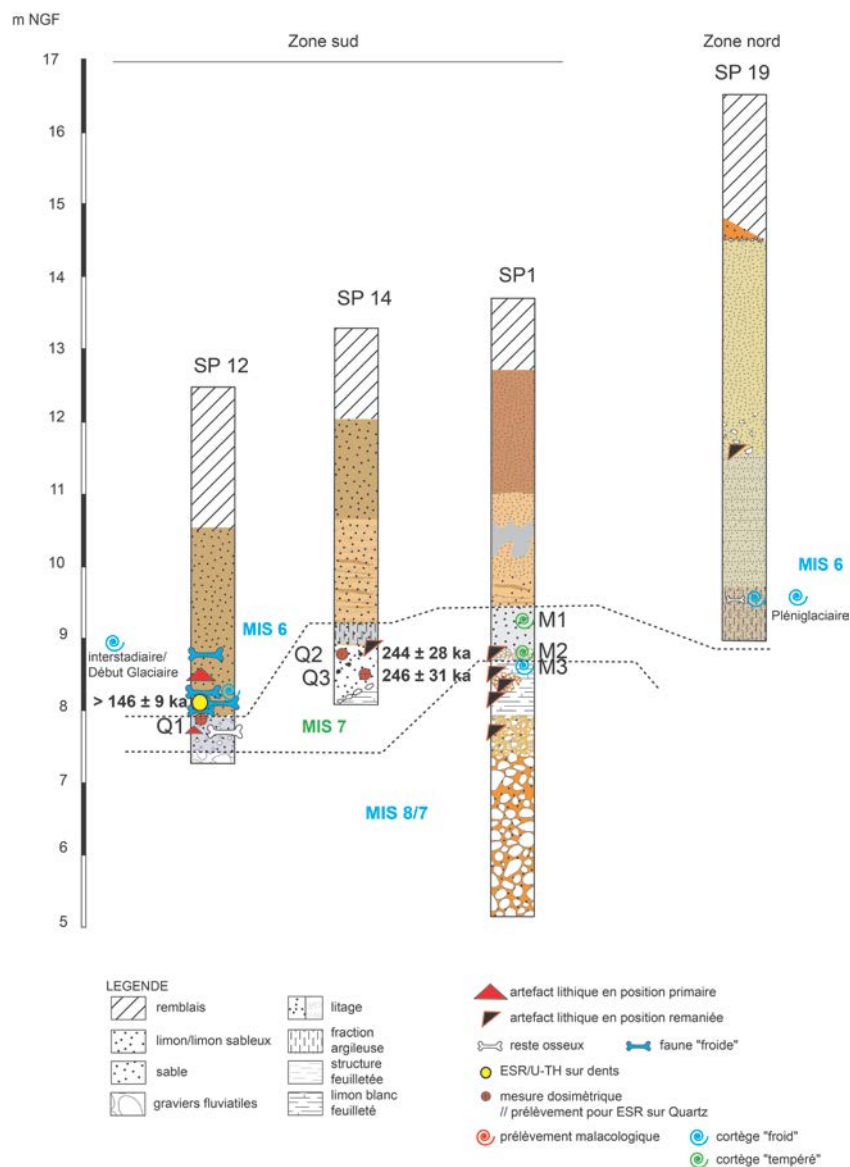 m NGF
Zone sud
Zone nord
17
SP 19
16
15
14
SP 14
SP1
13
SP 12
12
11
10
MIS 6
M1
Pléniglaciaire
9
MIS 6
interstadiaire/
Début Glaciaire
Q2
244 ± 28 ka
M2
M3
Q3
246 ± 31 ka
> 146 ± 9 ka
8
Q1
MIS 7
7
MIS 8/7
6
5
LEGENDE
remblais
limon/limon sableux
sable
graviers fluviatiles
litage
fraction
argileuse
structure
feuilletée
limon blanc
feuilleté
artefact lithique en position primaire
artefact lithique en position remaniée
reste osseux
faune "froide"
ESR/U-TH sur dents
mesure dosimètrique
// prélèvement pour ESR sur Quartz
prélèvement malacologique
cortège "froid"
cortège "tempéré"